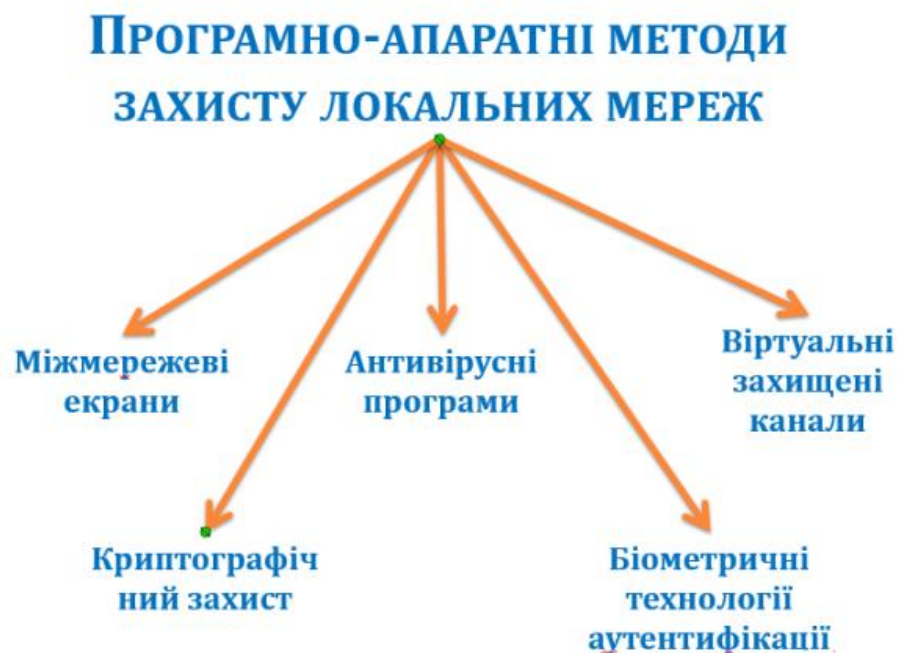 Програмно-апаратні методи
захисту локальних мереж
Міжмережеві
екрани
Антивірусні
програми
Віртуальні
захищені
канали
Криптографіч
ний захист
Біометричні
технології
аутентифікації